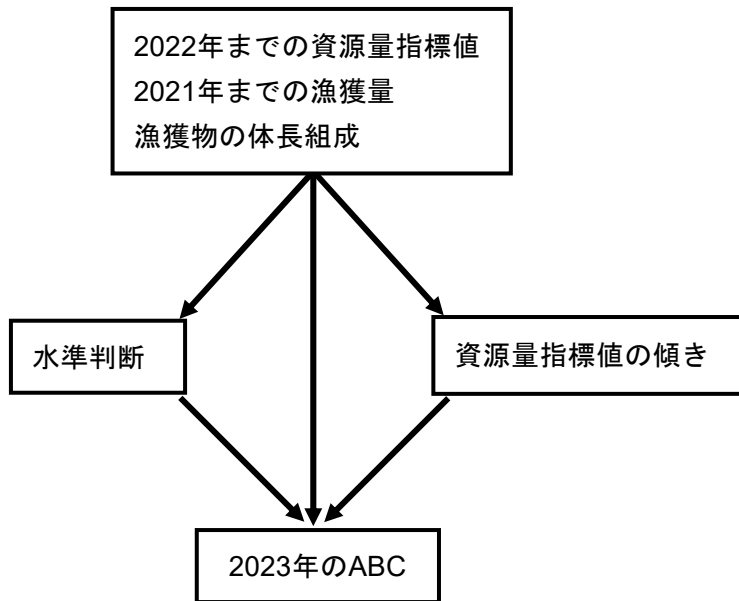 2022年までの資源量指標値
2021年までの漁獲量
漁獲物の体長組成
水準判断
資源量指標値の傾き
2023年のABC